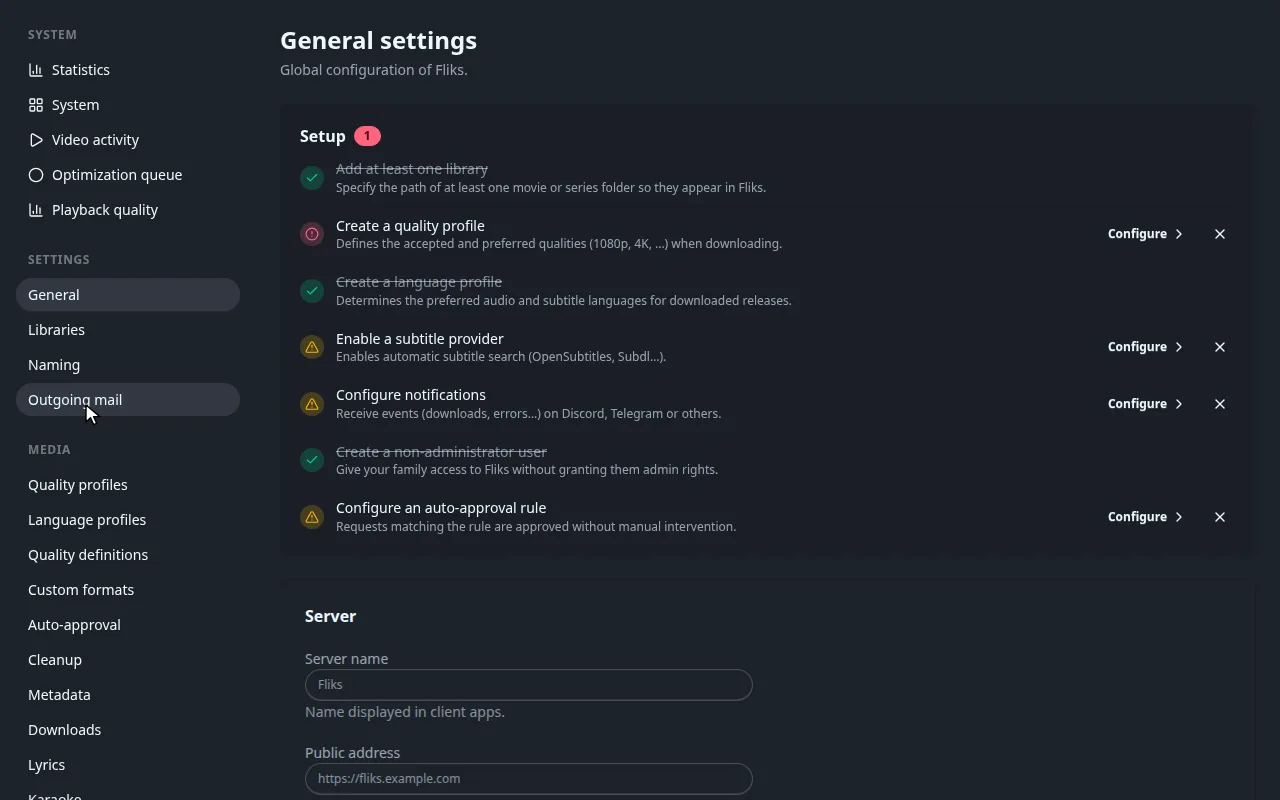 SYSTEM
Statistics
System
Video activity
Optimization queue
Playback quality
SETTINGS
General
Libraries
Naming
Outgoing mail
MEDIA
Quality profiles
Language profiles
Quality definitions
Custom formats
Auto-approval
Cleanup
Metadata
Downloads
Lyrics
Karaoke
General settings
Global configuration of Fliks.
Setup 1
Add at least one library
Specify the path of at least one movie or series folder so they appear in Fliks.
Create a quality profile
Defines the accepted and preferred qualities (1080p, 4K, ...) when downloading.
Configure
Create a language profile
Determines the preferred audio and subtitle languages for downloaded releases.
Enable a subtitle provider
Enables automatic subtitle search (OpenSubtitles, Subdl...).
Configure
Configure notifications
Receive events (downloads, errors...) on Discord, Telegram or others.
Configure
Create a non-administrator user
Give your family access to Fliks without granting them admin rights.
Configure an auto-approval rule
Requests matching the rule are approved without manual intervention.
Configure
Server
Server name
Fliks
Name displayed in client apps.
Public address
https://fliks.example.com